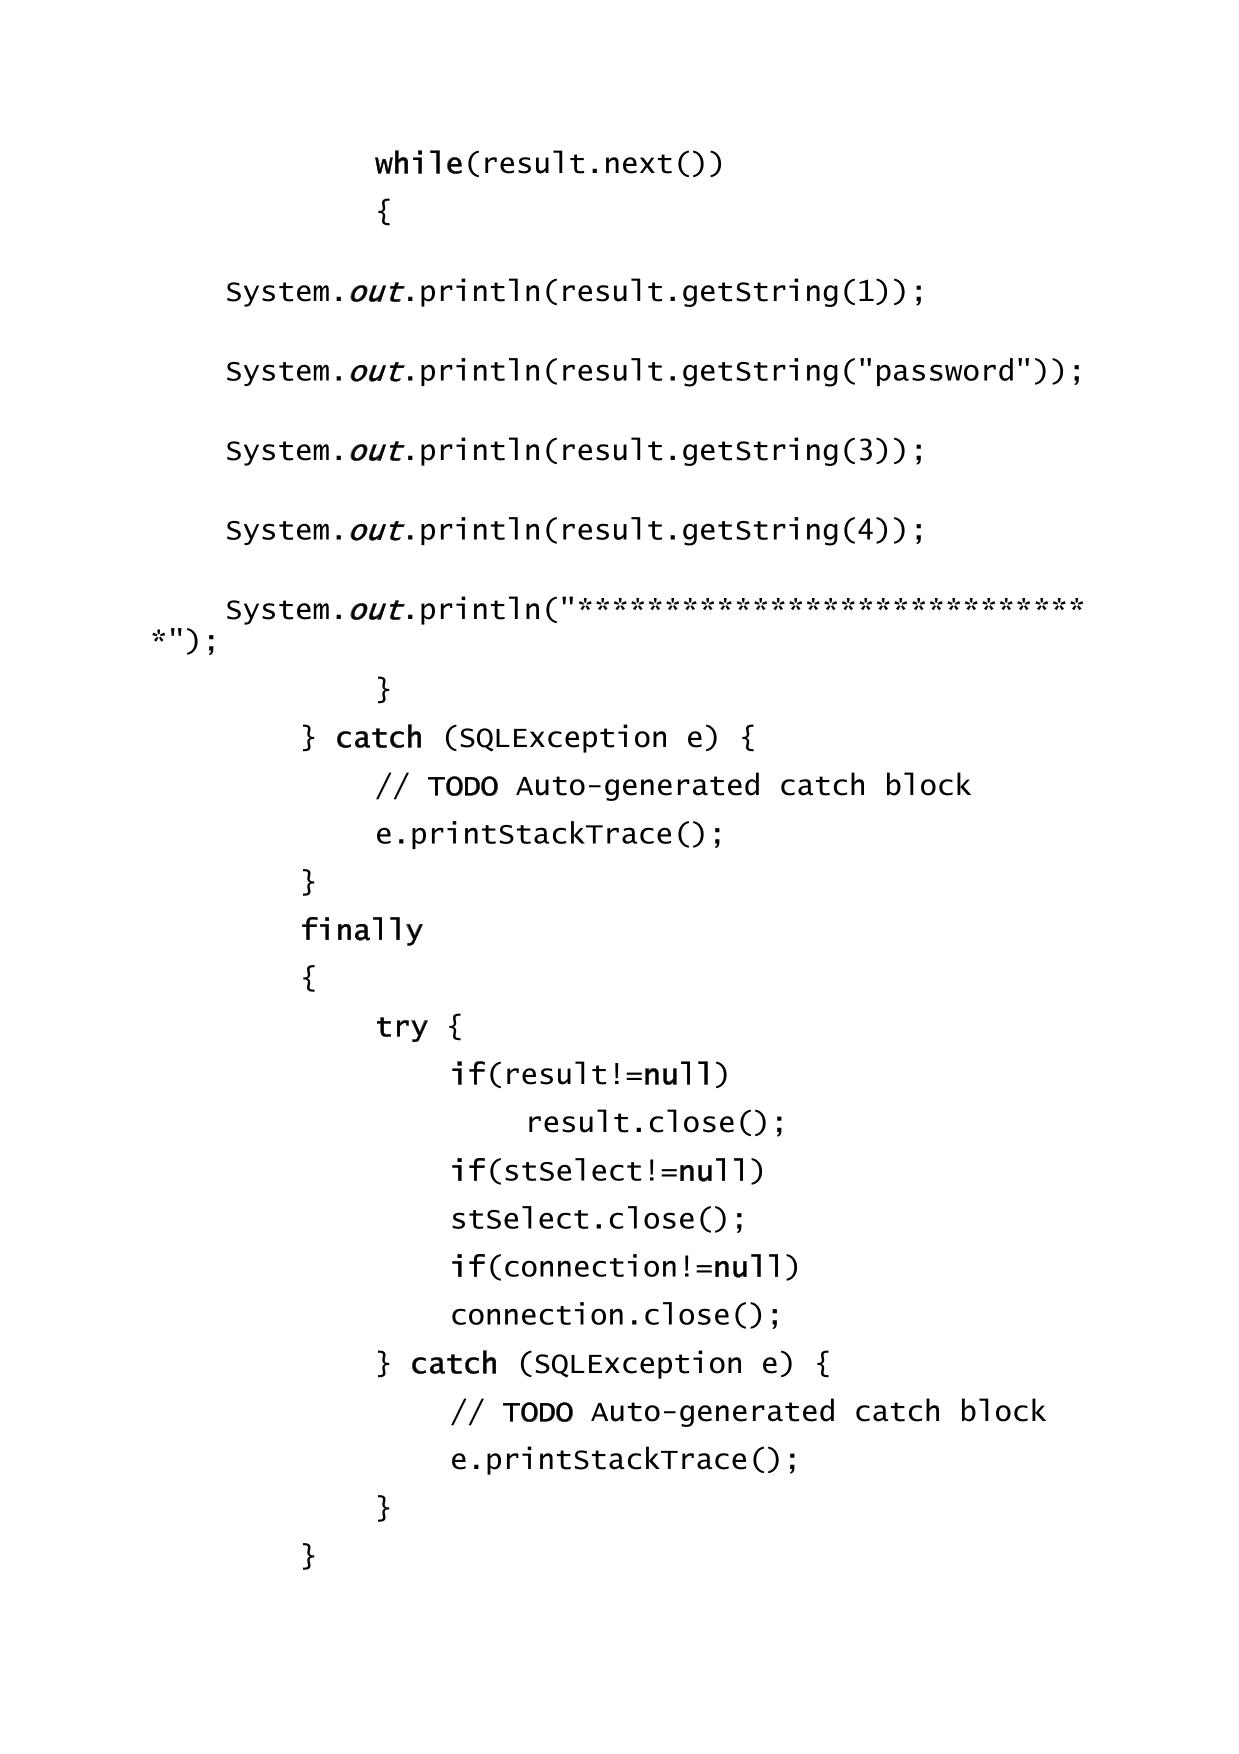 while(result.next())
{
System.out.println(result.getString(1));
System.out.println(result.getString("password"));
System.out.println(result.getString(3));
System.out.println(result.getString(4));
System.out.println("*****************************
*");
}
} catch (SQLException e) {
// TODO Auto-generated catch block
e.printStackTrace();
}
finally
{
try {
if(result!=null)
result.close();
if(stSelect!=null)
stSelect.close();
if(connection!=null)
connection.close();
} catch (SQLException e) {
// TODO Auto-generated catch block
e.printStackTrace();
}
}